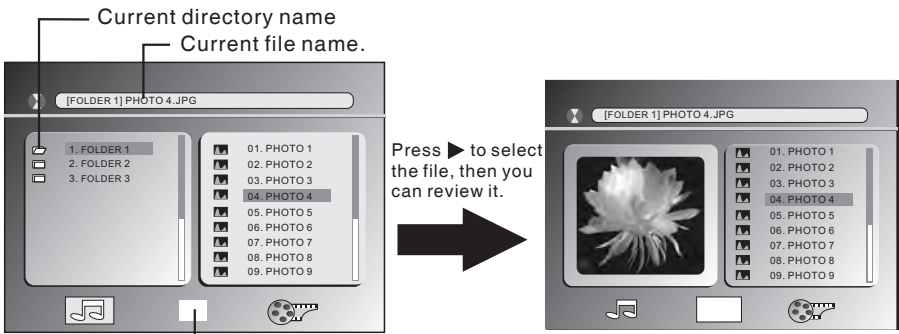 Current directory name
Current file name.
[FOLDER 1] PHOTO 4.JPG
1. FOLDER 1
2. FOLDER 2
3. FOLDER 3
01. PHOTO 1
02. PHOTO 2
03. PHOTO 3
04. PHOTO 4
05. PHOTO 5
06. PHOTO 6
07. PHOTO 7
08. PHOTO 8
09. PHOTO 9
Press ▶ to select
the file, then you
can review it.
[FOLDER 1] PHOTO 4.JPG
01. PHOTO 1
02. PHOTO 2
03. PHOTO 3
04. PHOTO 4
05. PHOTO 5
06. PHOTO 6
07. PHOTO 7
08. PHOTO 8
09. PHOTO 9